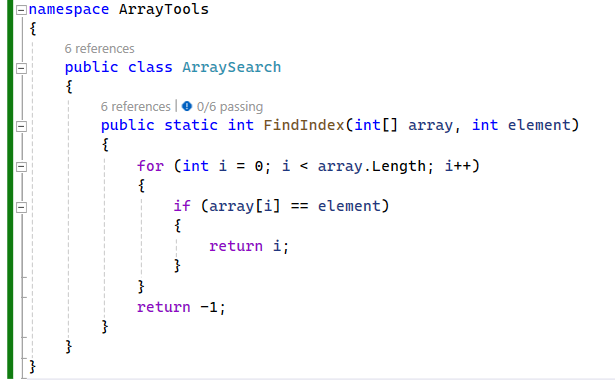 namespace ArrayTools
{
6 references
public class ArraySearch
{
6 references | 0/6 passing
public static int FindIndex(int[] array, int element)
{
for (int i = 0; i < array.Length; i++)
{
if (array[i] == element)
{
return i;
}
}
return -1;
}
}
}